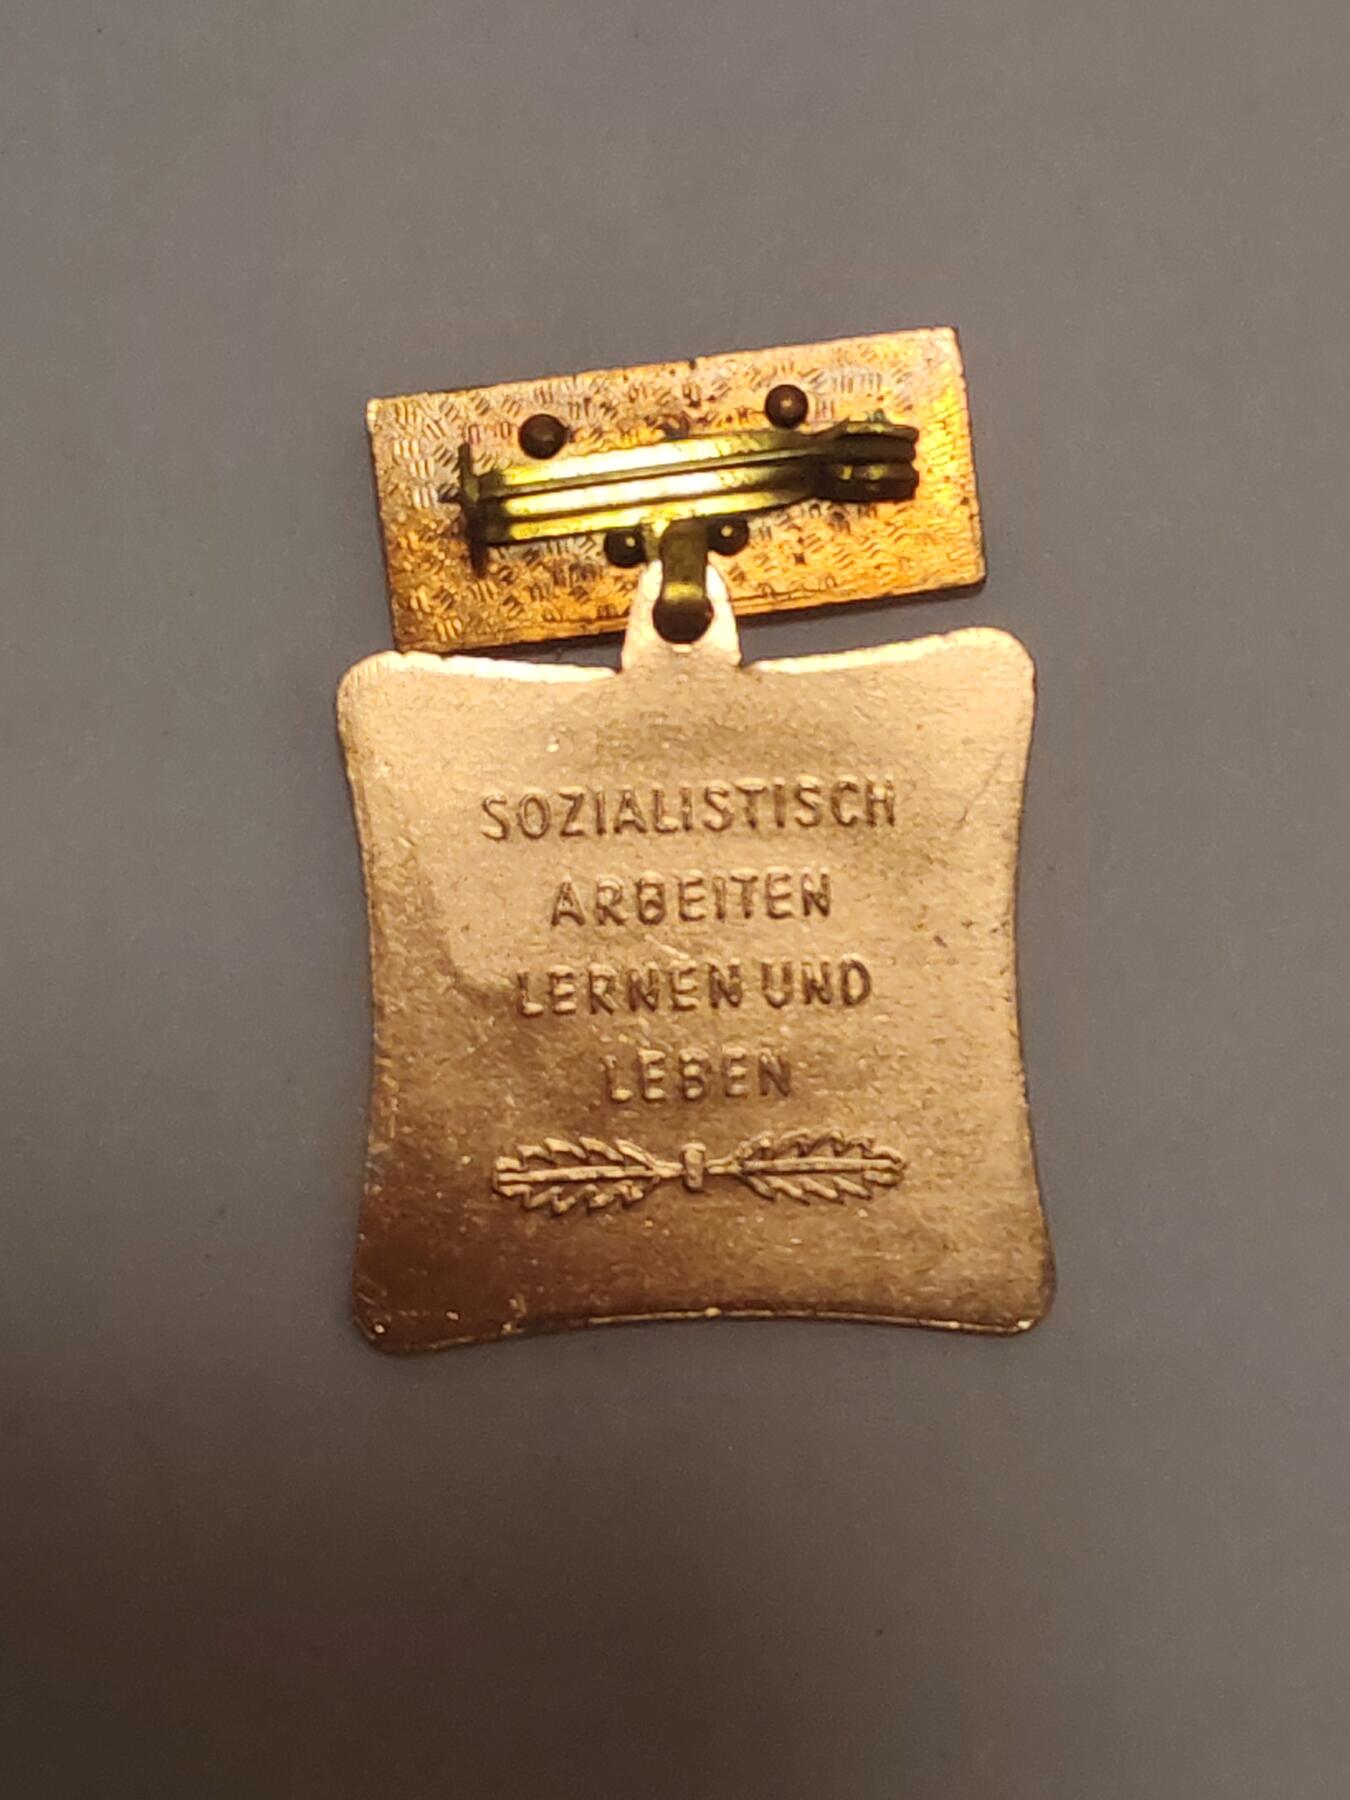 SOZIALISTISCH
ARBEITEN
LERNEN UND
LEBEN